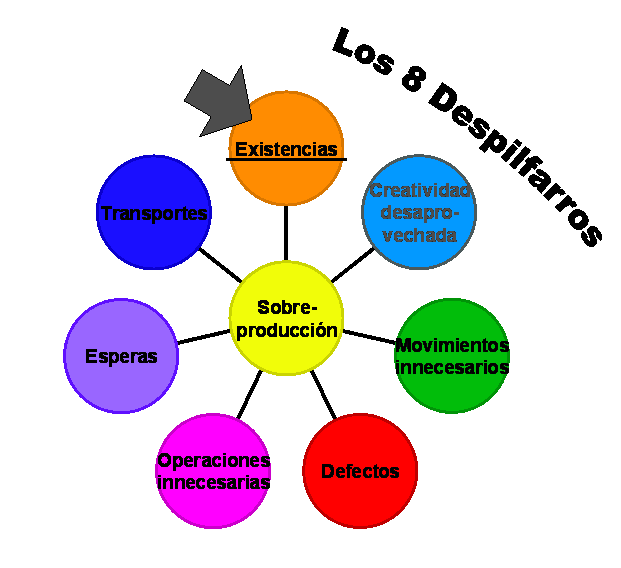 Los 8 Despilfarros
Existencias
Creatividad
desapro-
vechada
Transportes
Sobre-
producción
Movimientos
innecesarios
Esperas
Operaciones
innecesarias
Defectos